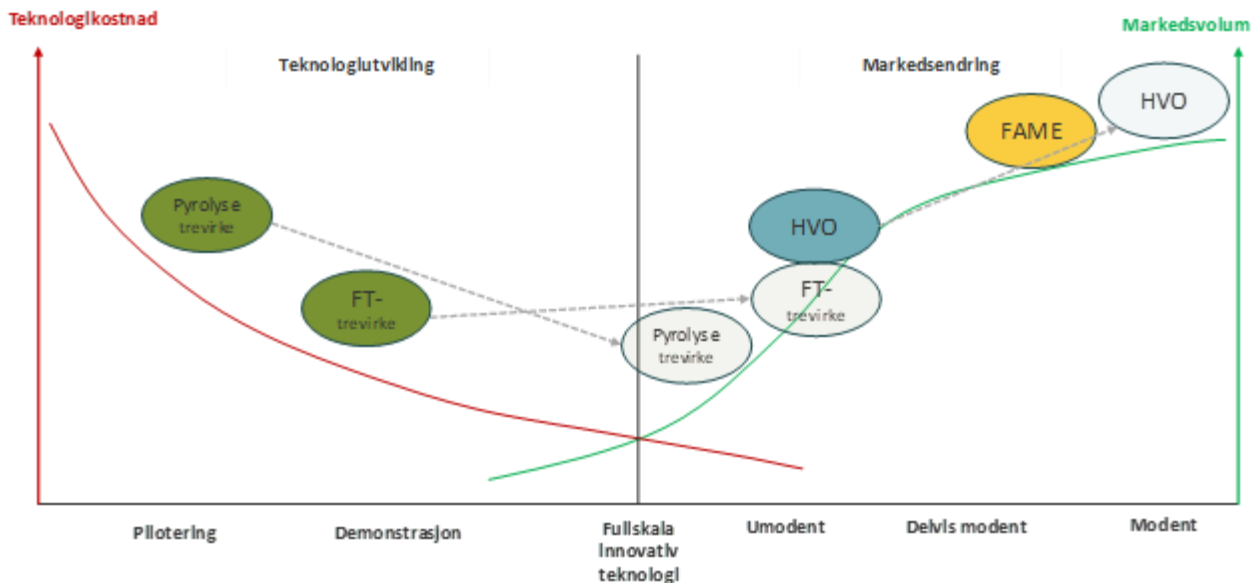 Teknologikostnad
Markedsvolum
Teknologiutvikling
Markedsendring
HVO
FAME
Pyrolyse
trevirke
HVO
FT-
trevirke
FT-
trevirke
Pyrolyse
trevirke
Pilotering
Demonstrasjon
Fullskala
innovativ
teknologi
Umodent
Delvis modent
Modent